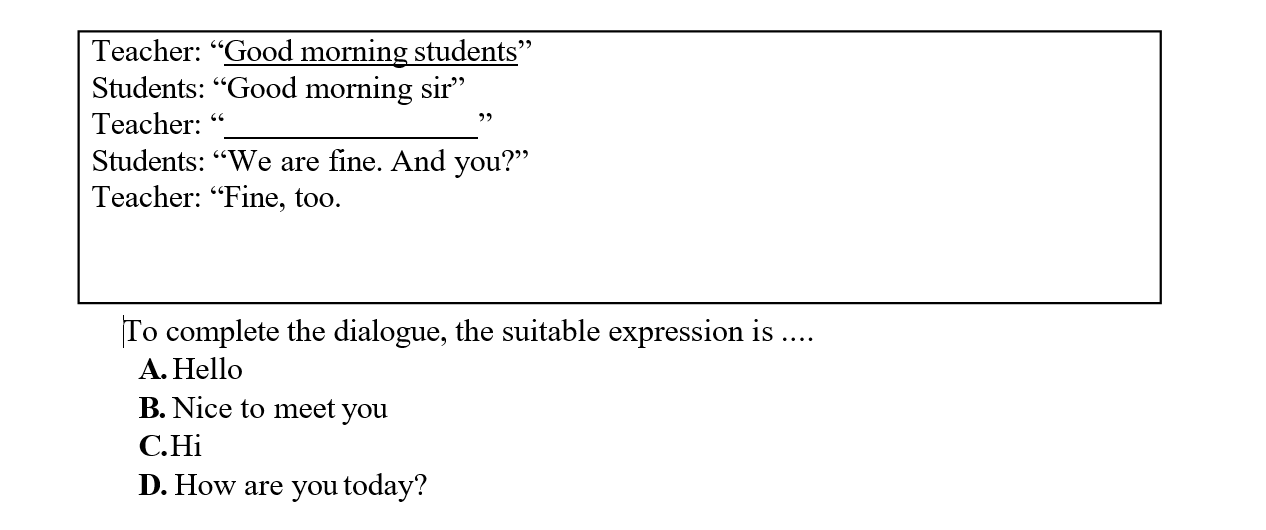 Teacher: “Good morning students”
Students: “Good morning sir”
Teacher: “________________”
Students: “We are fine. And you?”
Teacher: “Fine, too.
To complete the dialogue, the suitable expression is ....
A. Hello
B. Nice to meet you
C. Hi
D. How are you today?